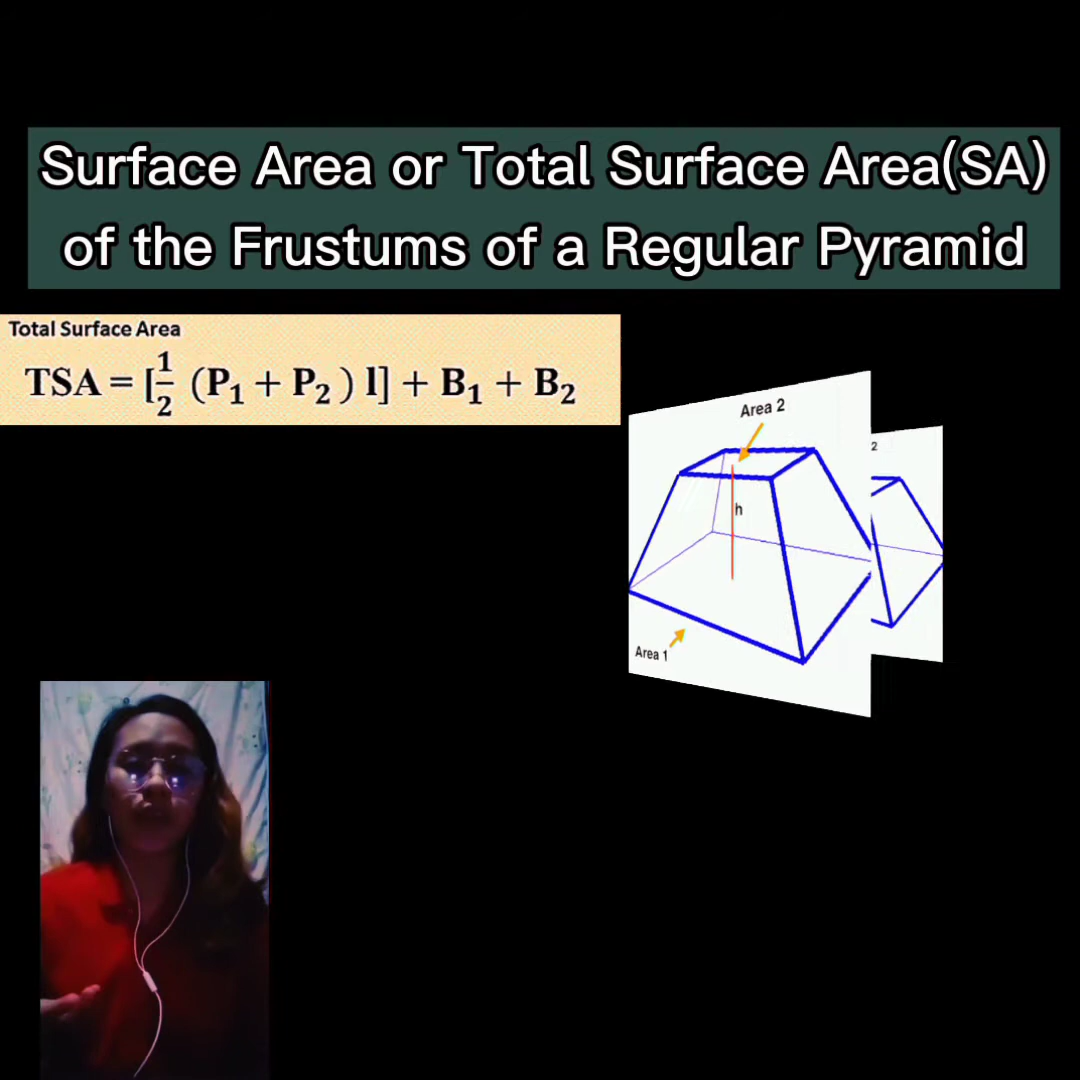 Surface Area or Total Surface Area(SA)
of the Frustums of a Regular Pyramid
Total Surface Area
TSA = [½ (P₁ + P₂ ) l] + B₁ + B₂
Area 2
2
h
Area 1